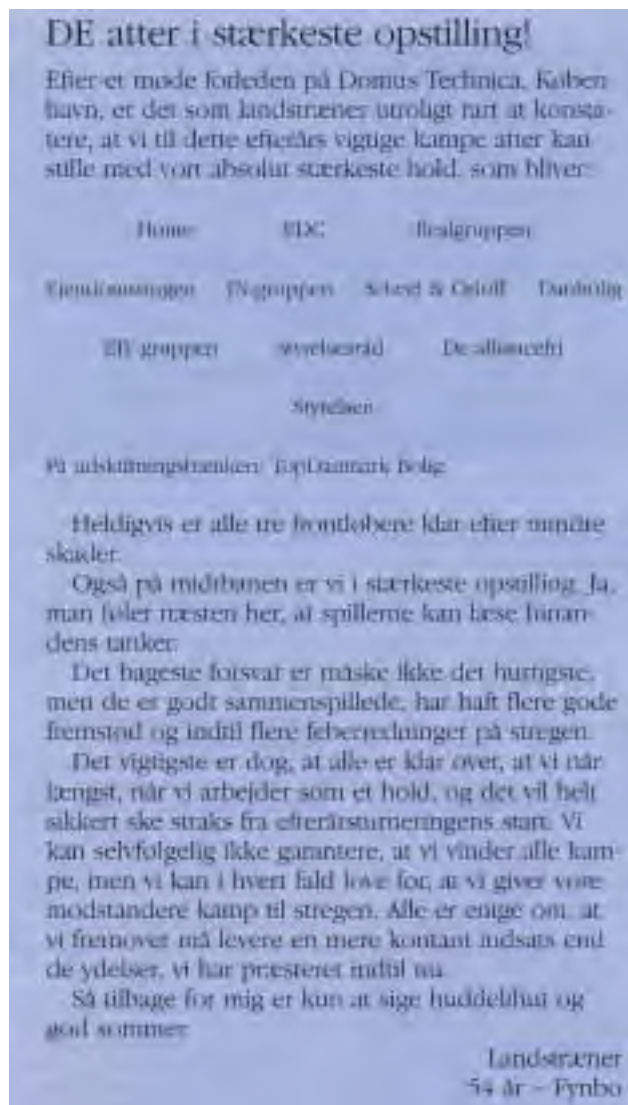 DE atter i stærkeste opstilling!
Efter et møde forleden på Domus Technica, Køben-
havn, er det som landstræner utroligt rart at konsta-
tere, at vi til dette efterårs vigtige kampe atter kan
stille med vort absolut stærkeste hold, som bliver:
Home EDC Realgruppen
EN-gruppen Scheel & Orloff Danbolig
gruppen Styrelsesråd De alliancefri
Styrelsen
På udskiftningsbænken: TopDanmark Bolig
Heldigvis er alle tre frontløbere klar efter mindre
skader.
Også på midtbanen er vi i stærkeste opstilling. Ja,
man føler næsten her, at spillerne kan læse hinan-
dens tanker.
Det bageste forsvar er måske ikke det hurtigste,
men de er godt sammenspillede, har haft flere gode
fremstød og indtil flere feberredninger på stregen.
Det vigtigste er dog, at alle er klar over, at vi når
længst, når vi arbejder som et hold, og det vil helt
sikkert ske straks fra efterårsturneringens start. Vi
kan selvfølgelig ikke garantere, at vi vinder alle kam-
pe, men vi kan i hvert fald love for, at vi giver vore
modstandere kamp til stregen. Alle er enige om, at
vi fremover må levere en mere kontant indsats end
de ydelser, vi har præsteret indtil nu.
Så tilbage for mig er kun at sige huddelihut og
god sommer.
Landstræner
54 år – Fynbo